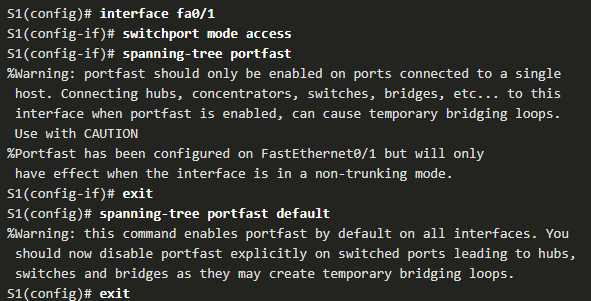 S1(config)# interface fa0/1
S1(config-if)# switchport mode access
S1(config-if)# spanning-tree portfast
%Warning: portfast should only be enabled on ports connected to a single
host. Connecting hubs, concentrators, switches, bridges, etc... to this
interface when portfast is enabled, can cause temporary bridging loops.
Use with CAUTION
%Portfast has been configured on FastEthernet0/1 but will only
have effect when the interface is in a non-trunking mode.
S1(config-if)# exit
S1(config)# spanning-tree portfast default
%Warning: this command enables portfast by default on all interfaces. You
should now disable portfast explicitly on switched ports leading to hubs,
switches and bridges as they may create temporary bridging loops.
S1(config)# exit